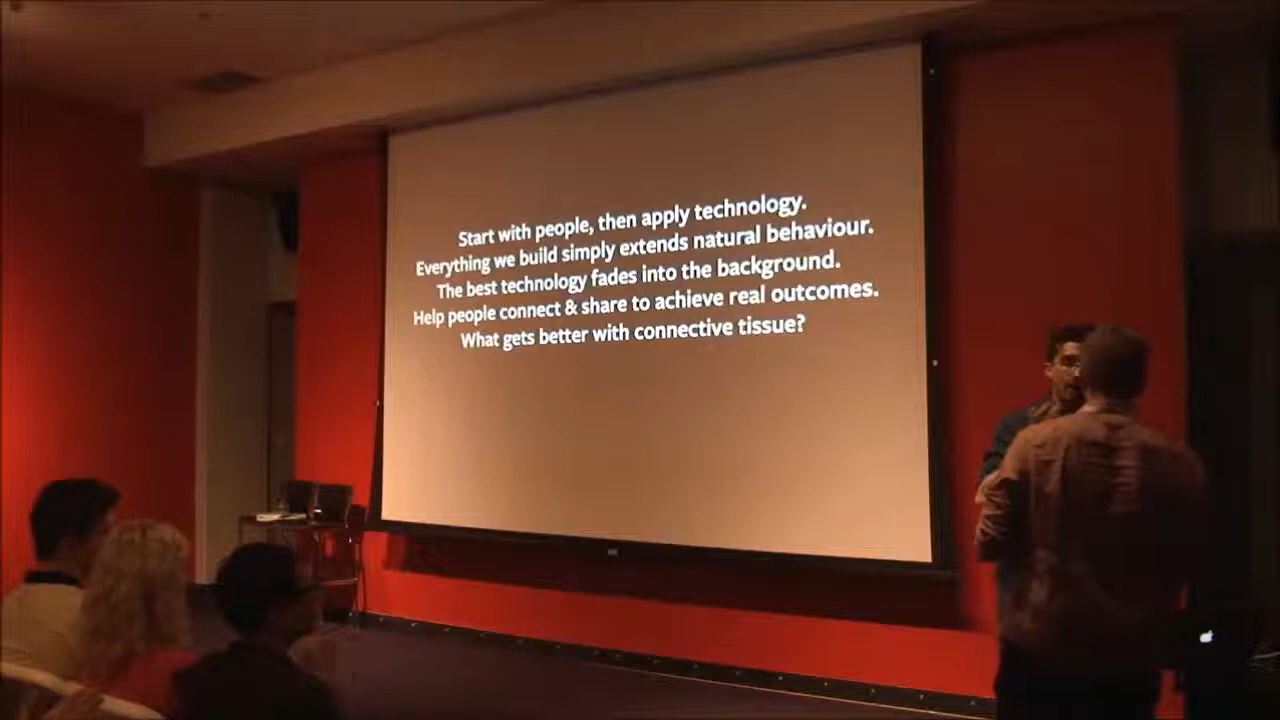 Start with people, then apply technology.
Everything we build simply extends natural behaviour.
The best technology fades into the background.
Help people connect & share to achieve real outcomes.
What gets better with connective tissue?